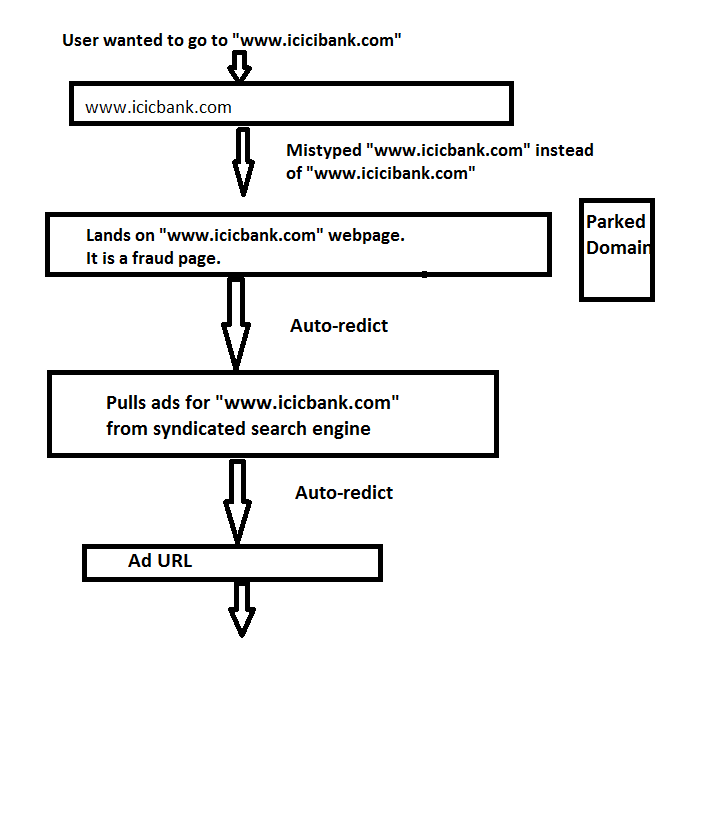 User wanted to go to "www.icicibank.com"
www.icicbank.com
Mistyped "www.icicbank.com" instead
of "www.icicibank.com"
Lands on "www.icicbank.com" webpage.
It is a fraud page.
Parked
Domain
Auto-redict
Pulls ads for "www.icicbank.com"
from syndicated search engine
Auto-redict
Ad URL